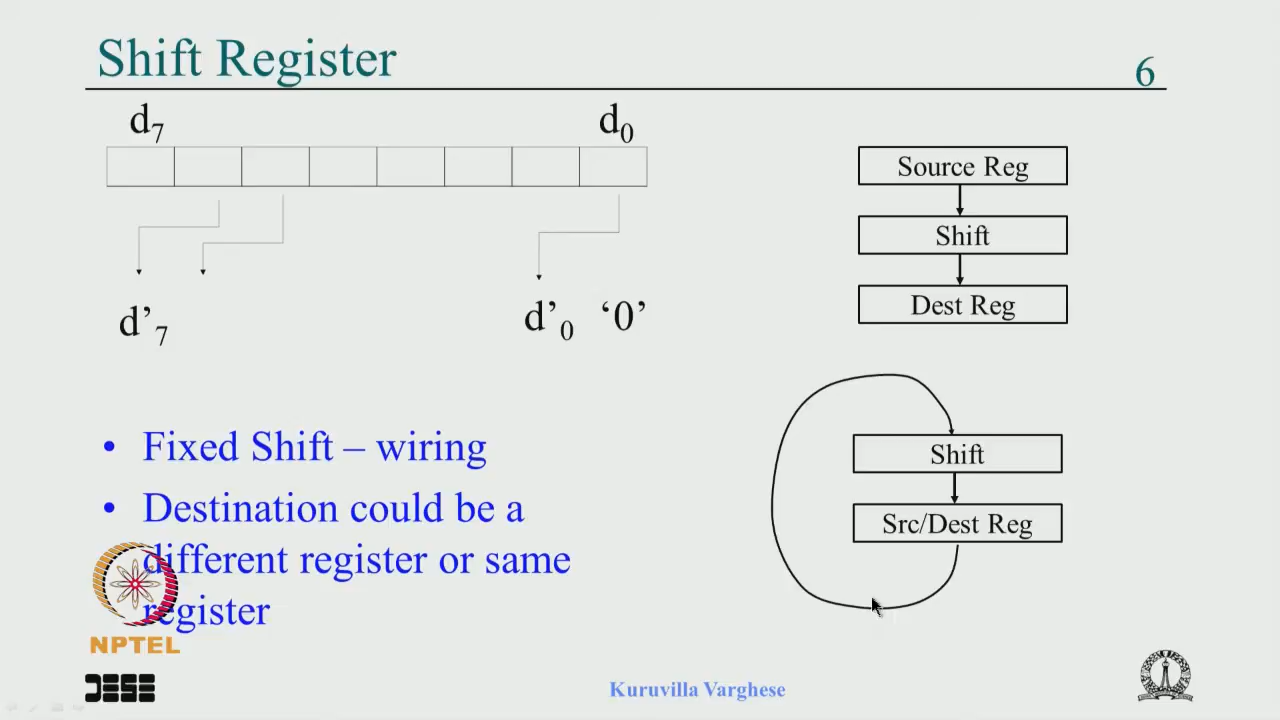 Shift Register
6
d7
d0
d’7
d’0 ‘0’
Source Reg
Shift
Dest Reg
Shift
Src/Dest Reg
• Fixed Shift – wiring
• Destination could be a
different register or same
register
NPTEL
DESE
Kuruvilla Varghese